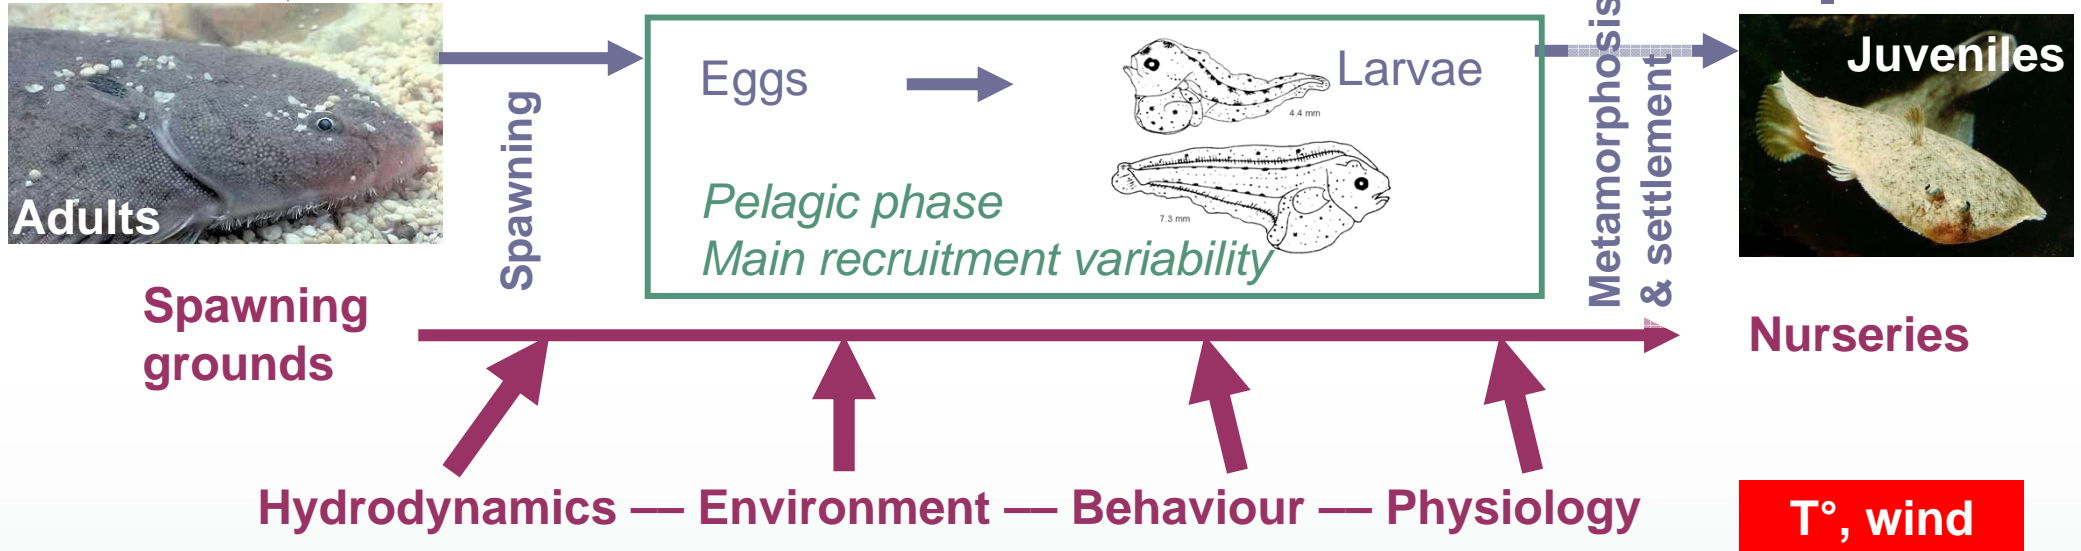 Adults
Spawning
Eggs
Larvae
4.4 mm
7.3 mm
Pelagic phase
Main recruitment variability
Metamorphosis
& settlement
Juveniles
Spawning
grounds
Nurseries
Hydrodynamics — Environment — Behaviour — Physiology
T°, wind